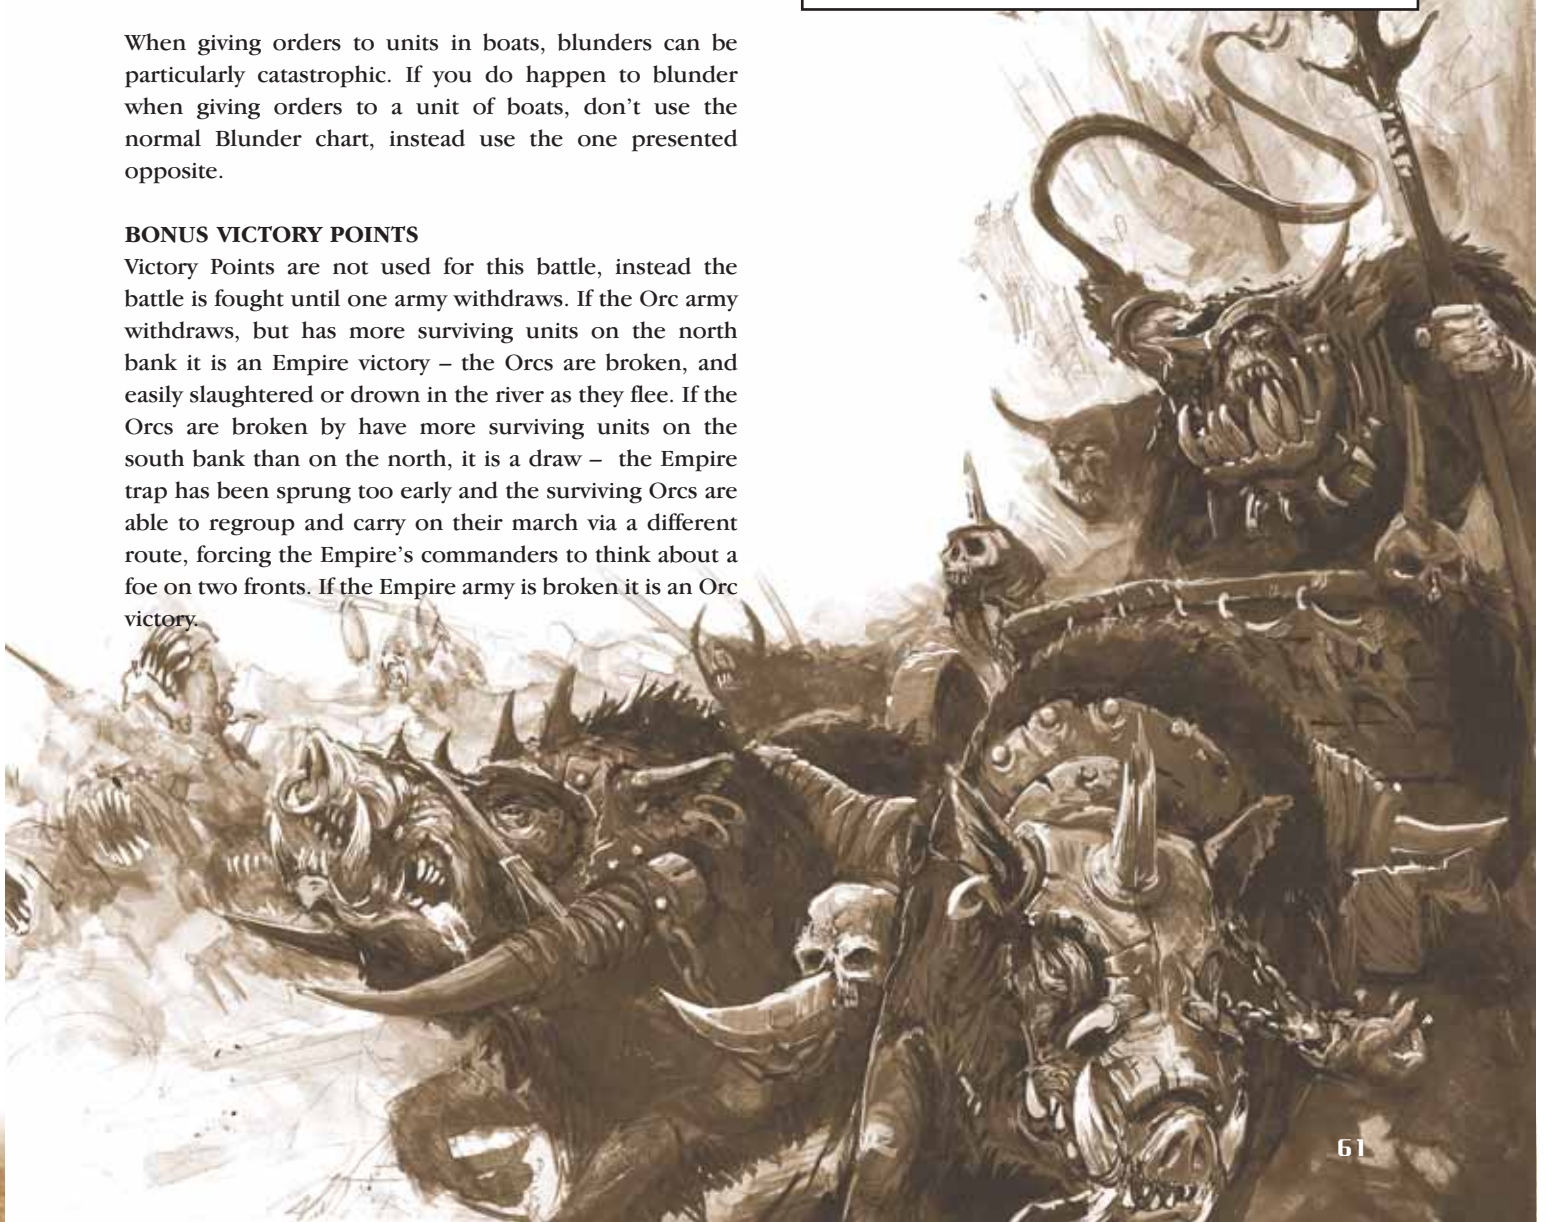 When giving orders to units in boats, blunders can be
particularly catastrophic. If you do happen to blunder
when giving orders to a unit of boats, don’t use the
normal Blunder chart, instead use the one presented
opposite.
BONUS VICTORY POINTS
Victory Points are not used for this battle, instead the
battle is fought until one army withdraws. If the Orc army
withdraws, but has more surviving units on the north
bank it is an Empire victory – the Orcs are broken, and
easily slaughtered or drown in the river as they flee. If the
Orcs are broken by have more surviving units on the
south bank than on the north, it is a draw – the Empire
trap has been sprung too early and the surviving Orcs are
able to regroup and carry on their march via a different
route, forcing the Empire’s commanders to think about a
foe on two fronts. If the Empire army is broken it is an Orc
victory.
61